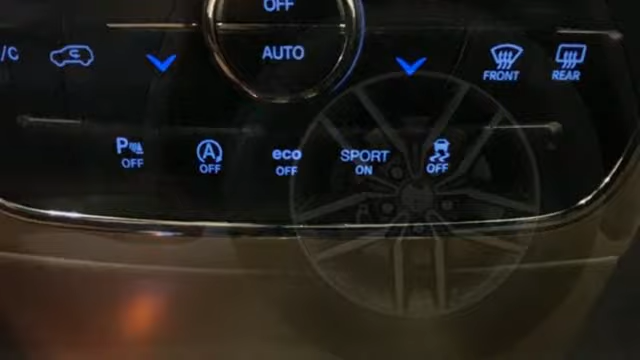 OFF
/C
AUTO
FRONT
REAR
P OFF
A OFF
eco OFF
SPORT ON
OFF